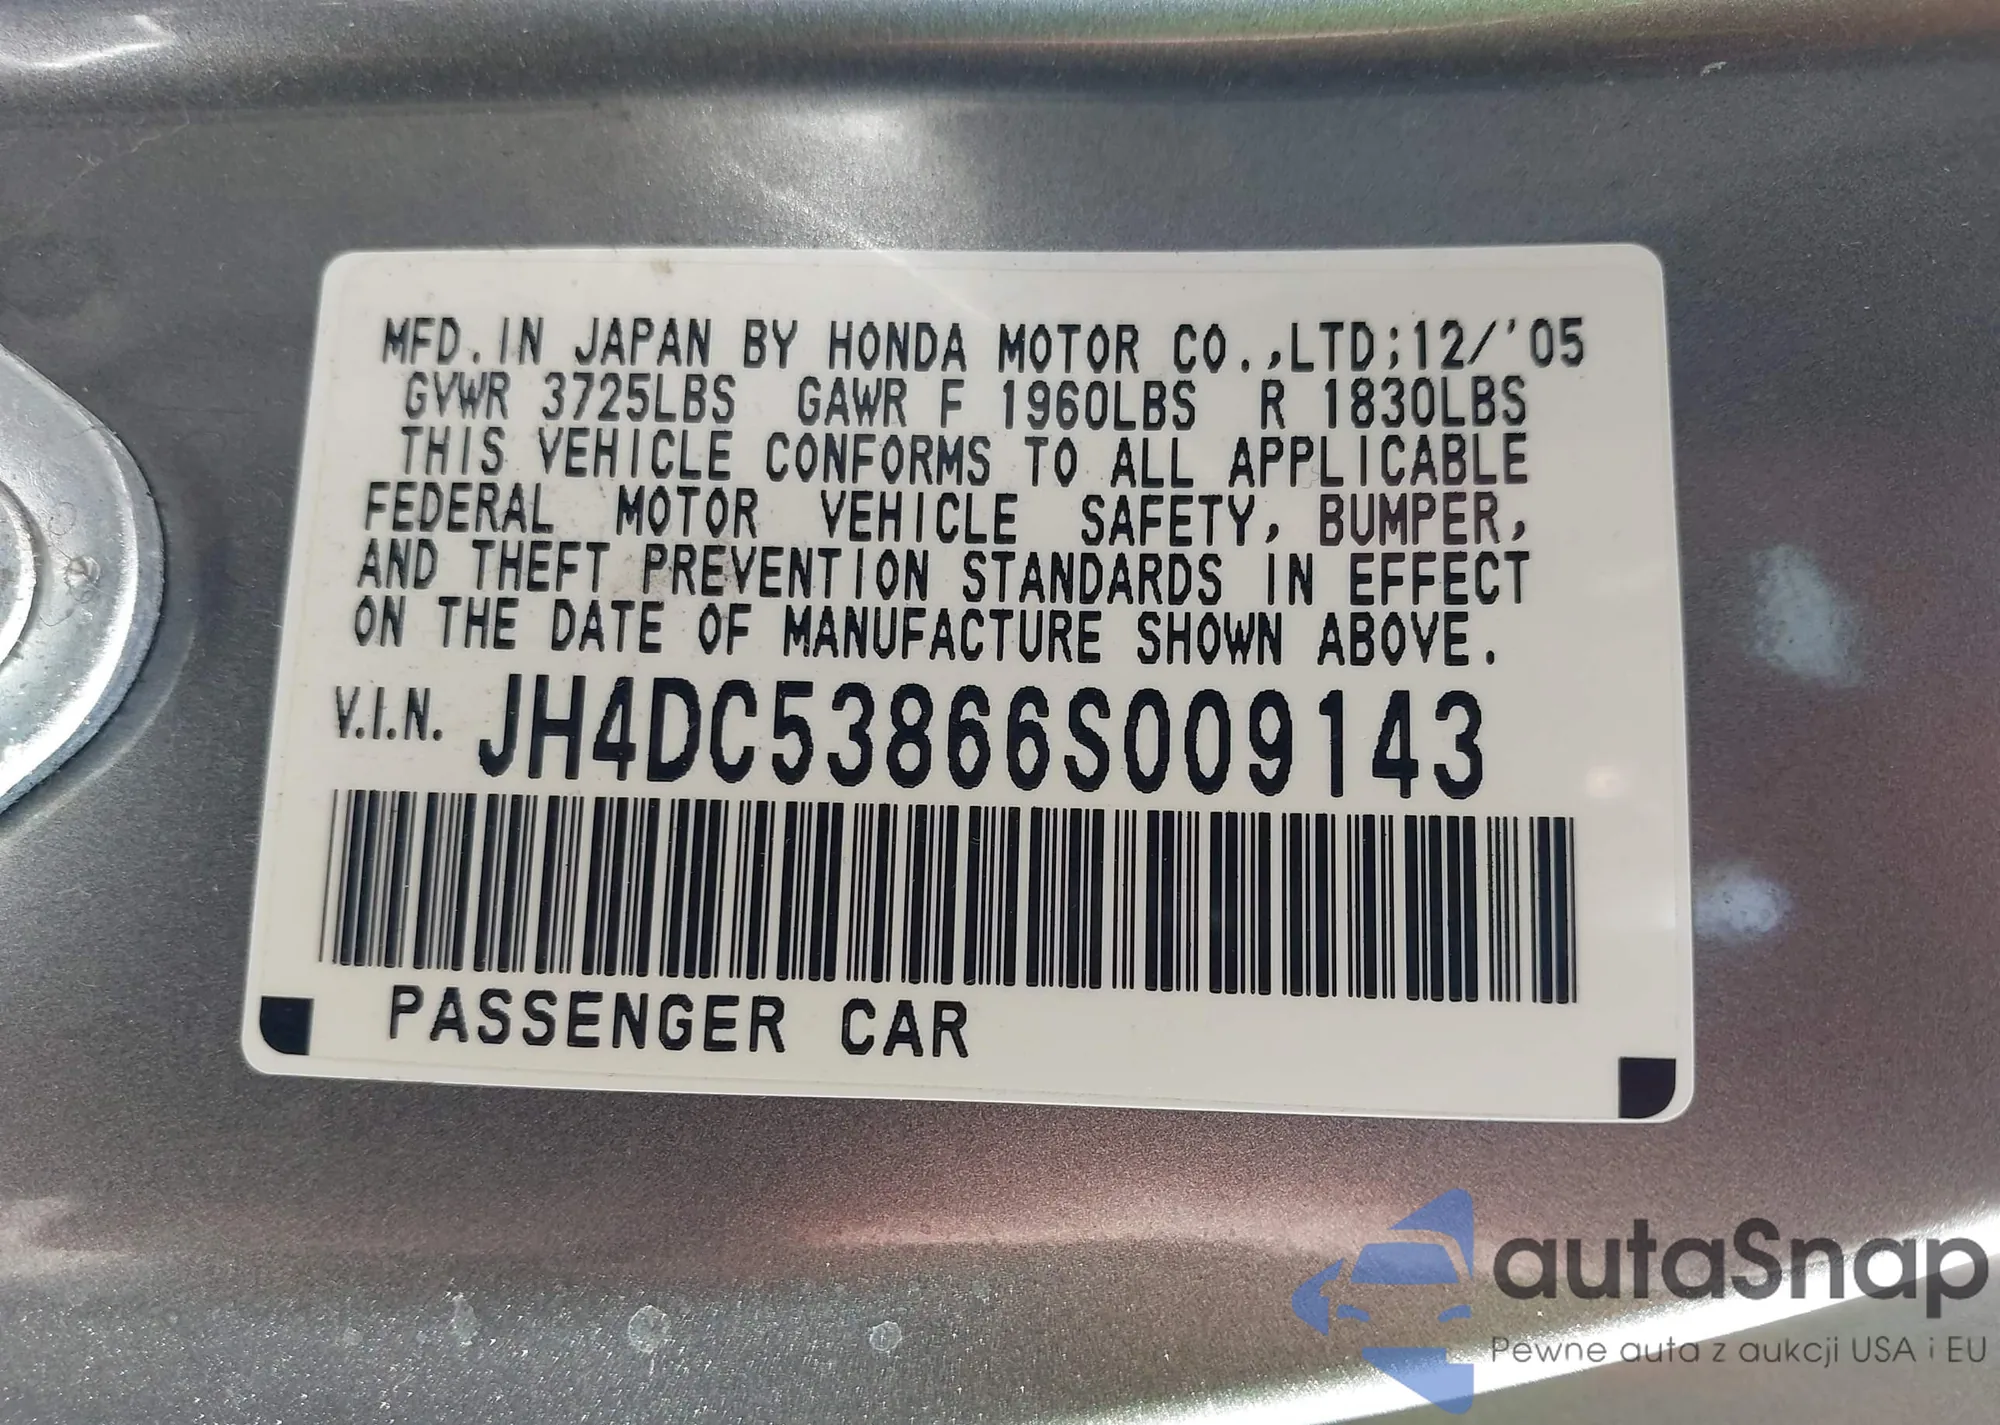 MFD. IN JAPAN BY HONDA MOTOR CO.,LTD;12/'05
GVWR 3725LBS GAWR F 1960LBS R 1830LBS
THIS VEHICLE CONFORMS TO ALL APPLICABLE
FEDERAL MOTOR VEHICLE SAFETY, BUMPER,
AND THEFT PREVENTION STANDARDS IN EFFECT
ON THE DATE OF MANUFACTURE SHOWN ABOVE.
V.I.N. JH4DC53866S009143
PASSENGER CAR
autaSnap
Pewne auta z aukcji USA i EU